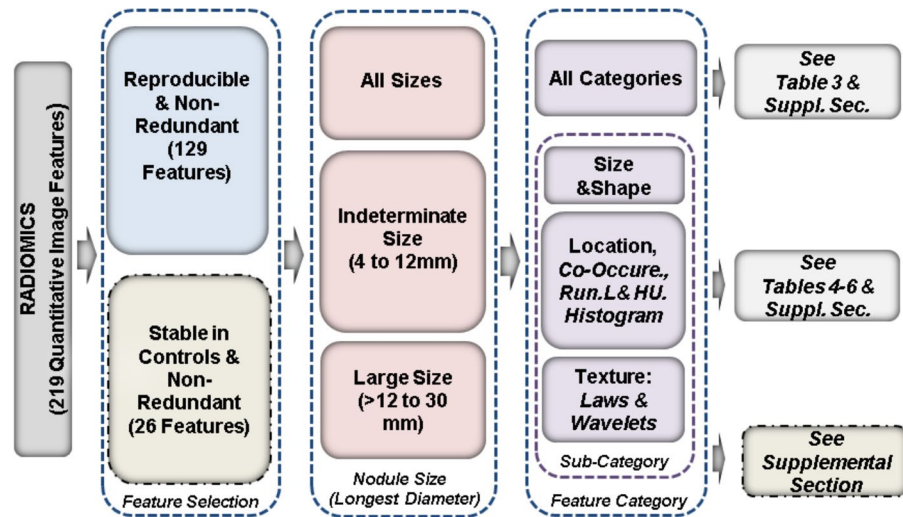 RADIOMICS
(219 Quantitative Image Features)
Reproducible
& Non-
Redundant
(129
Features)
Stable in
Controls &
Non-
Redundant
(26 Features)
Feature Selection
All Sizes
Indeterminate
Size
(4 to 12mm)
Large Size
(>12 to 30
mm)
Nodule Size
(Longest Diameter)
All Categories
Size
&Shape
Location,
Co-Occure.,
Run.L & HU.
Histogram
Texture:
Laws &
Wavelets
Sub-Category
Feature Category
See
Table 3 &
Suppl. Sec.
See
Tables 4-6 &
Suppl. Sec.
See
Supplemental
Section